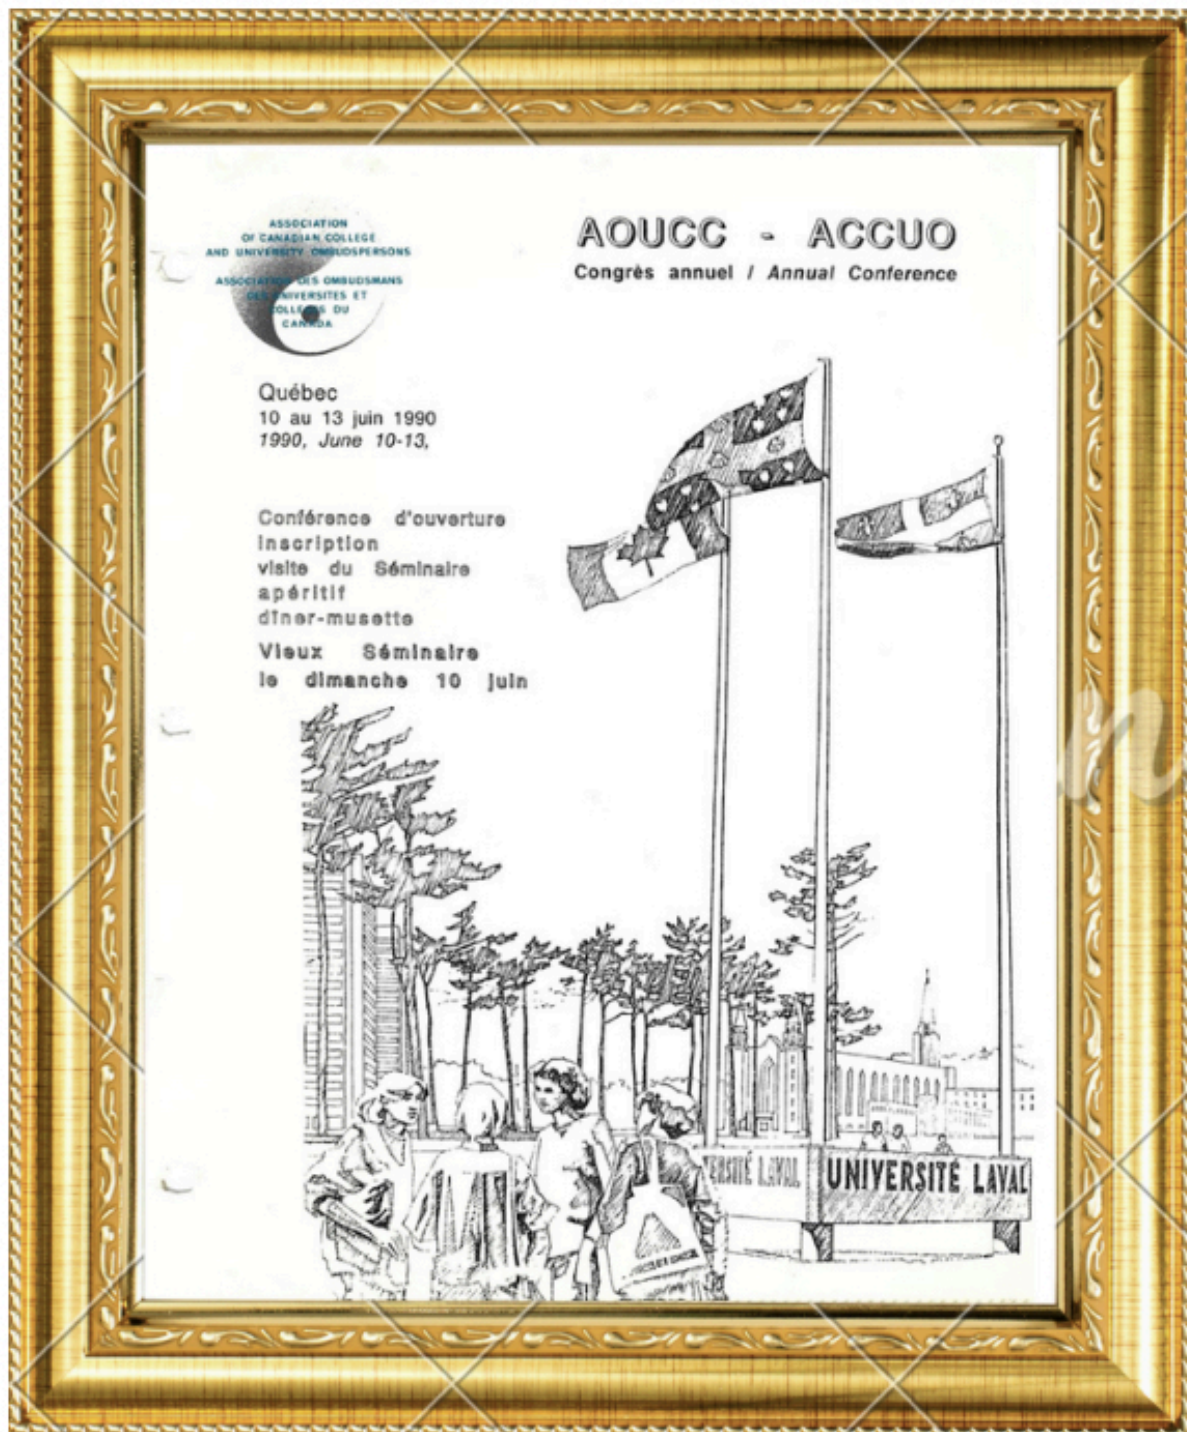 ASSOCIATION
OF CANADIAN COLLEGE
AND UNIVERSITY OMBUDSPERSONS
ASSOCIATION DES OMBUDSMANS
DES UNIVERSITES ET
COLLEGES DU
CANADA
AOUCC - ACCUO
Congrès annuel / Annual Conference
Québec
10 au 13 juin 1990
1990, June 10-13,
Conférence d'ouverture
inscription
visite du Séminaire
apéritif
dîner-musette
Vieux Séminaire
le dimanche 10 juin
ERSITÉ LAVAL
UNIVERSITÉ LAVAL